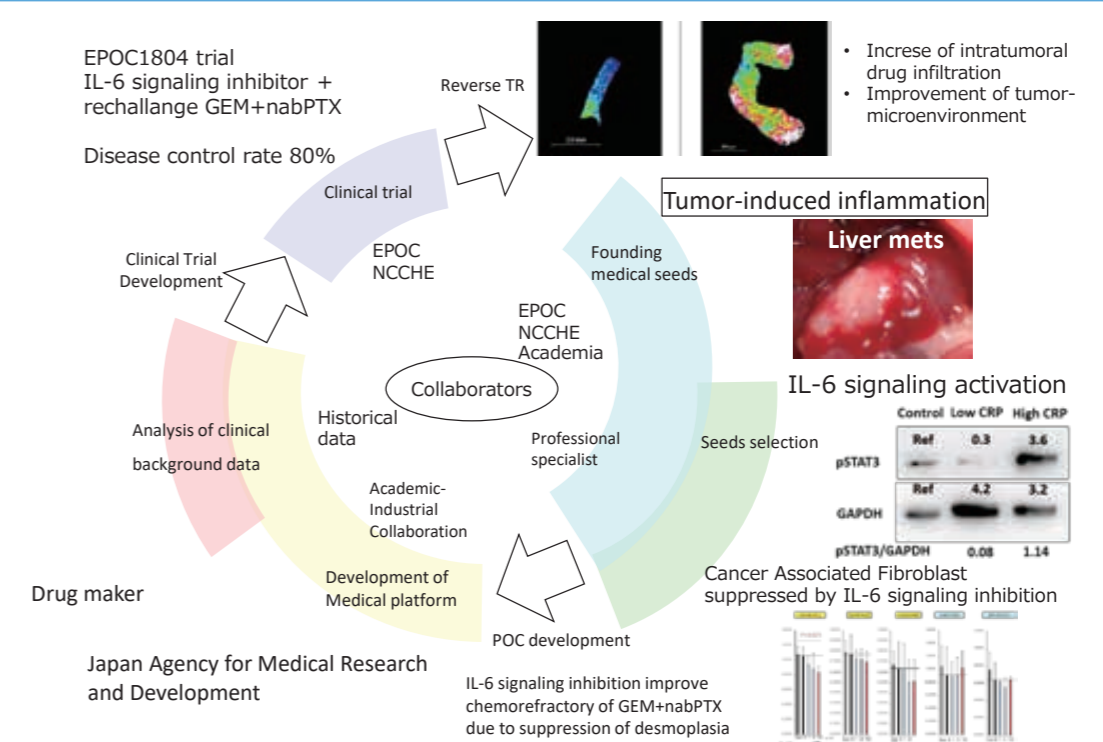 EPOC1804 trial
IL-6 signaling inhibitor +
rechallange GEM+nabPTX
Disease control rate 80%
Reverse TR
• Increse of intratumoral
drug infiltration
• Improvement of tumor-
microenvironment
Clinical trial
Tumor-induced inflammation
Liver mets
EPOC
NCCHE
Founding
medical seeds
Clinical Trial
Development
EPOC
NCCHE
Academia
Collaborators
IL-6 signaling activation
Control Low CRP High CRP
Ref 0.3 3.6
pSTAT3
Ref 4.2 3.2
GAPDH
pSTAT3/GAPDH 0.08 1.14
Historical
data
Analysis of clinical
background data
Professional
specialist
Seeds selection
Academic-
Industrial
Collaboration
Development of
Medical platform
Cancer Associated Fibroblast
suppressed by IL-6 signaling inhibition
Drug maker
POC development
Japan Agency for Medical Research
and Development
IL-6 signaling inhibition improve
chemorefractory of GEM+nabPTX
due to suppression of desmoplasia